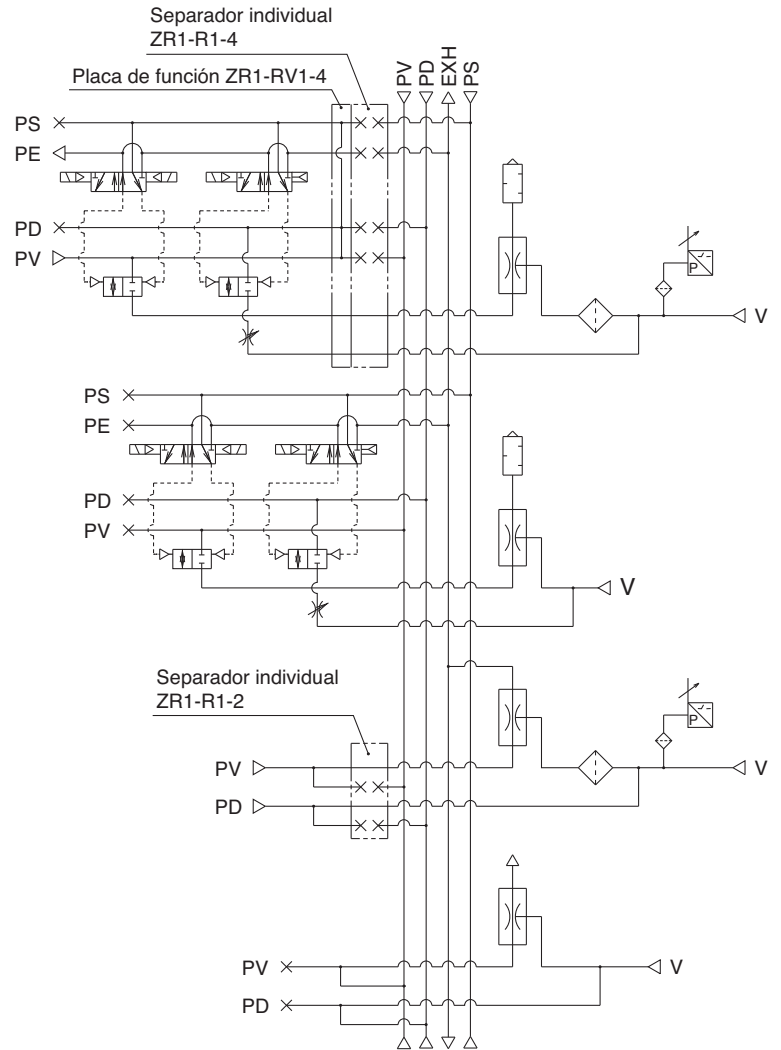 Separador individual
ZR1-R1-4
Placa de función ZR1-RV1-4
PV
PD
EXH
PS
PS
PE
PD
PV
P
V
PS
PE
PD
PV
V
Separador individual
ZR1-R1-2
P
PV
V
PD
PV
V
PD